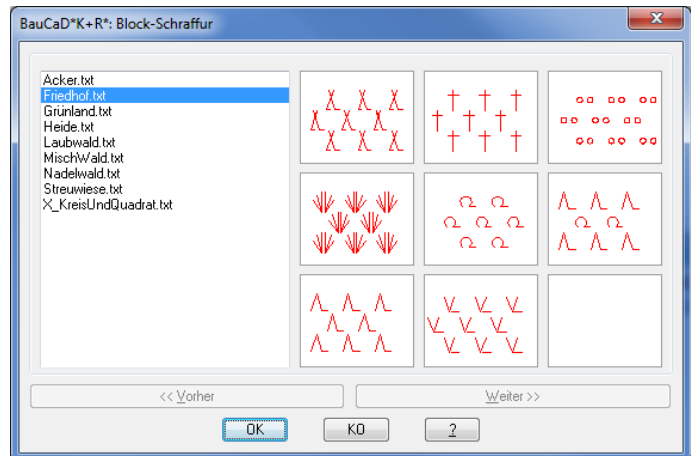 BauCaD*K+R*: Block-Schraffur
Acker.txt
Friedhof.txt
Grünland.txt
Heide.txt
Laubwald.txt
MischWald.txt
Nadelwald.txt
Streuwiese.txt
X_KreisUndQuadrat.txt
<< Vorher
Weiter >>
OK
KO
?